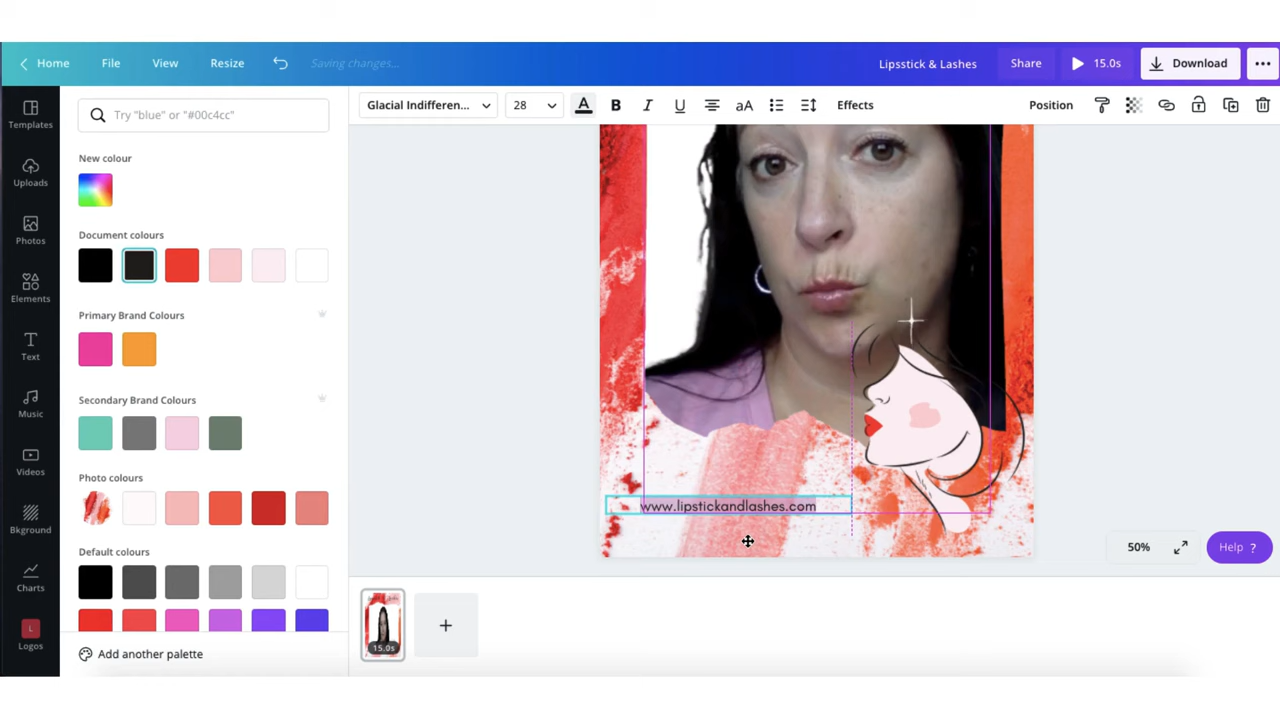 Home
File
View
Resize
Saving changes...
Lipsstick & Lashes
Share
15.0s
Download
Templates
Uploads
Photos
Elements
Text
Music
Videos
Bkground
Charts
L
Logos
Try "blue" or "#00c4cc"
New colour
Document colours
Primary Brand Colours
Secondary Brand Colours
Photo colours
Default colours
Add another palette
Glacial Indifferen...
28
A
B
I
U
aA
Effects
Position
www.lipstickandlashes.com
50%
Help ?
15.0s
+